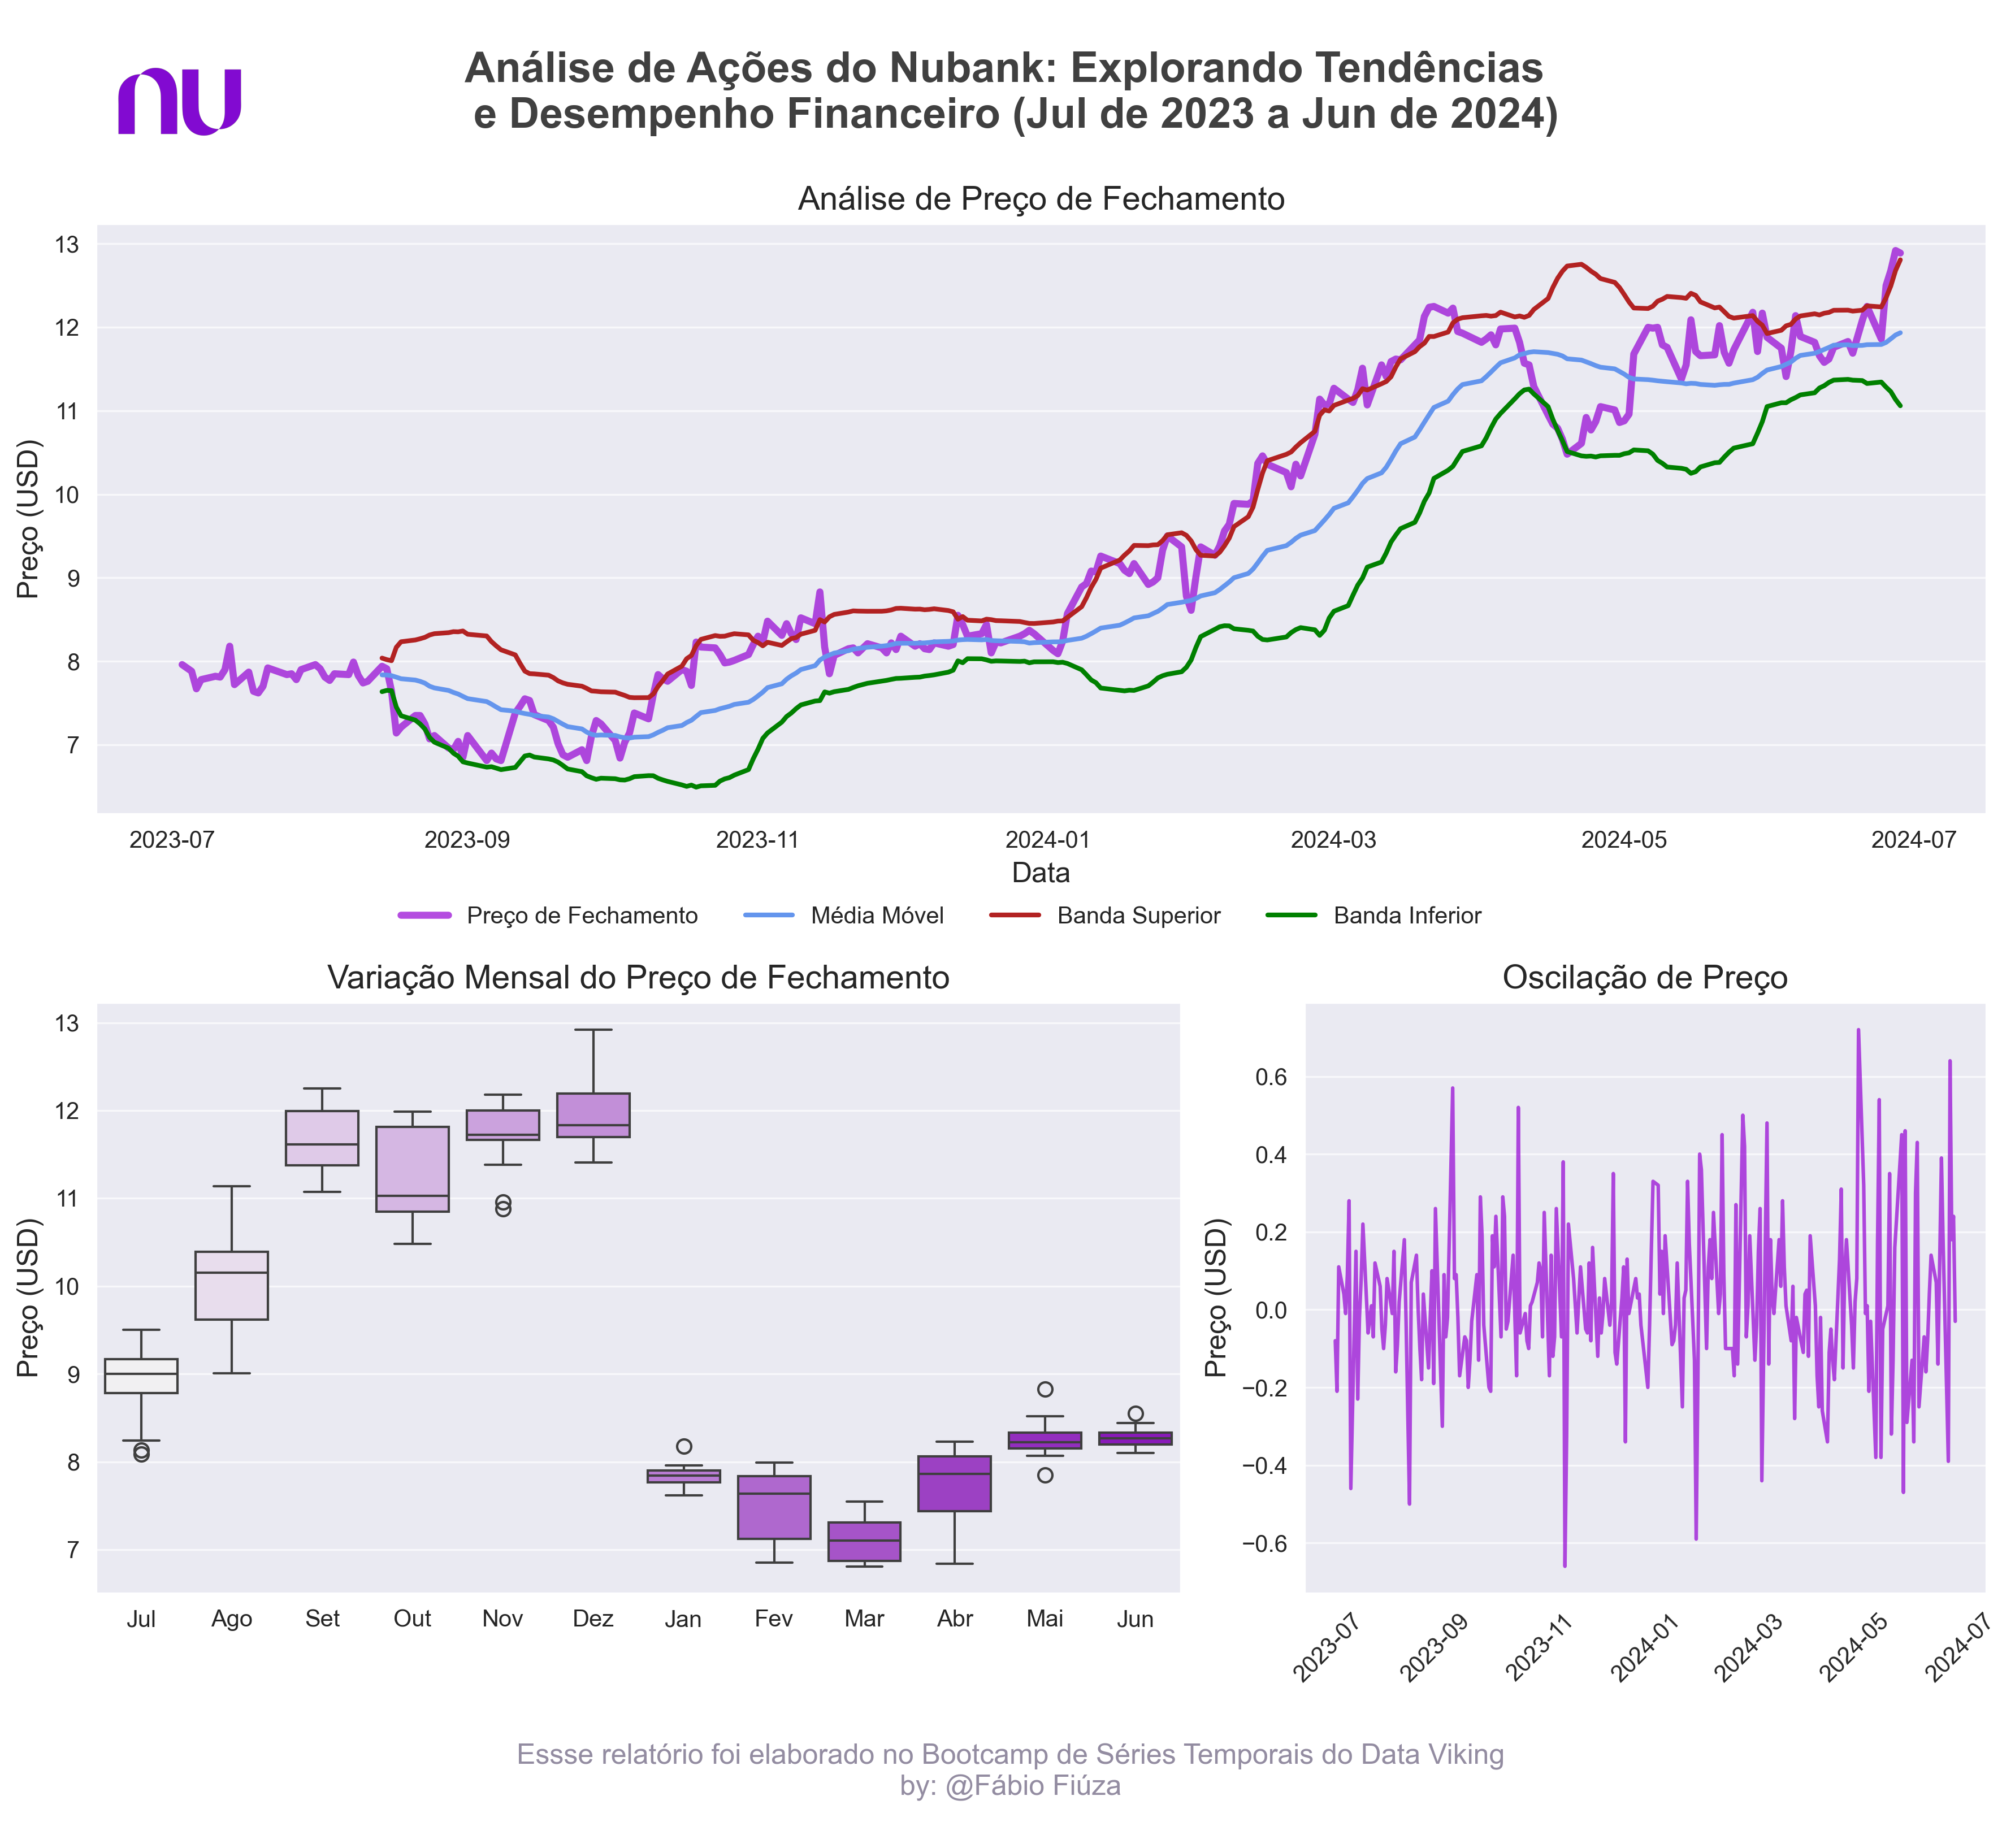 nu
Análise de Ações do Nubank: Explorando Tendências
e Desempenho Financeiro (Jul de 2023 a Jun de 2024)
Análise de Preço de Fechamento
Preço (USD)
13
12
11
10
9
8
7
2023-07 2023-09 2023-11 2024-01 2024-03 2024-05 2024-07
Data
Preço de Fechamento Média Móvel Banda Superior Banda Inferior
Variação Mensal do Preço de Fechamento
Preço (USD)
13
12
11
10
9
8
7
Jul Ago Set Out Nov Dez Jan Fev Mar Abr Mai Jun
Oscilação de Preço
Preço (USD)
0.6
0.4
0.2
0.0
−0.2
−0.4
−0.6
2023-07 2023-09 2023-11 2024-01 2024-03 2024-05 2024-07
Essse relatório foi elaborado no Bootcamp de Séries Temporais do Data Viking
by: @Fábio Fiúza